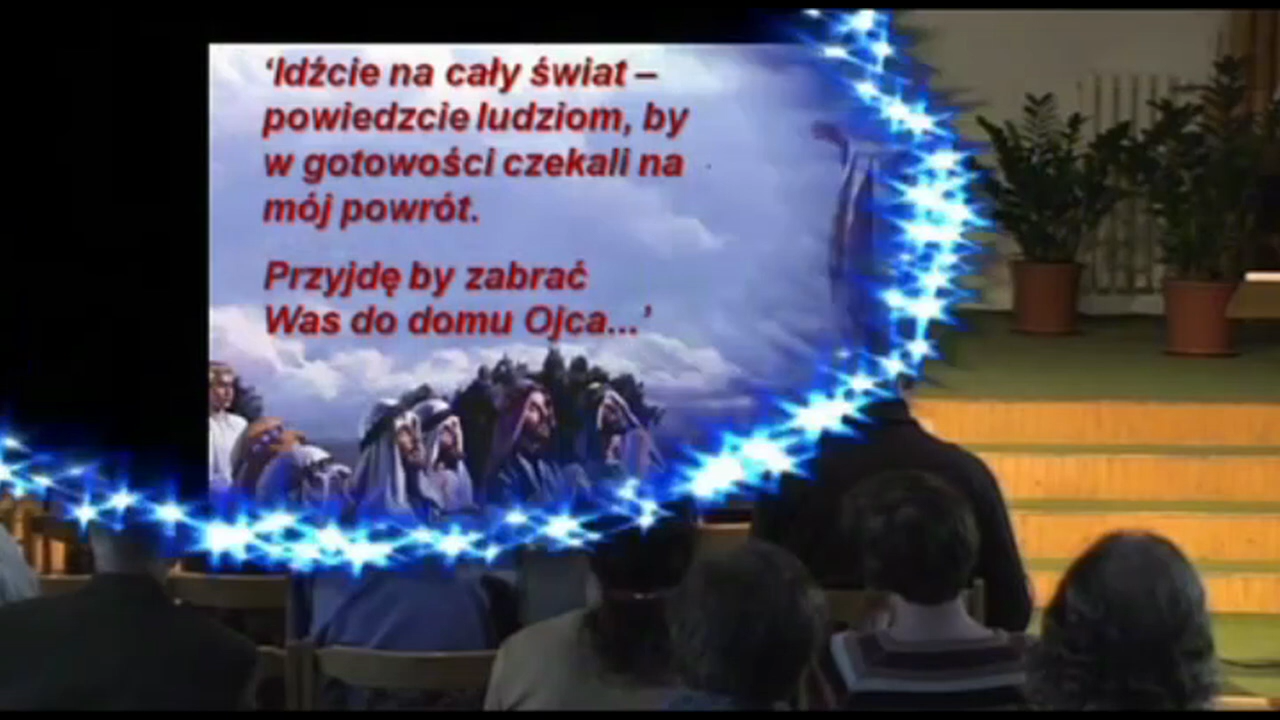 ‘Idźcie na cały świat –
powiedzcie ludziom, by
w gotowości czekali na
mój powrót.
Przyjdę by zabrać
Was do domu Ojca...’